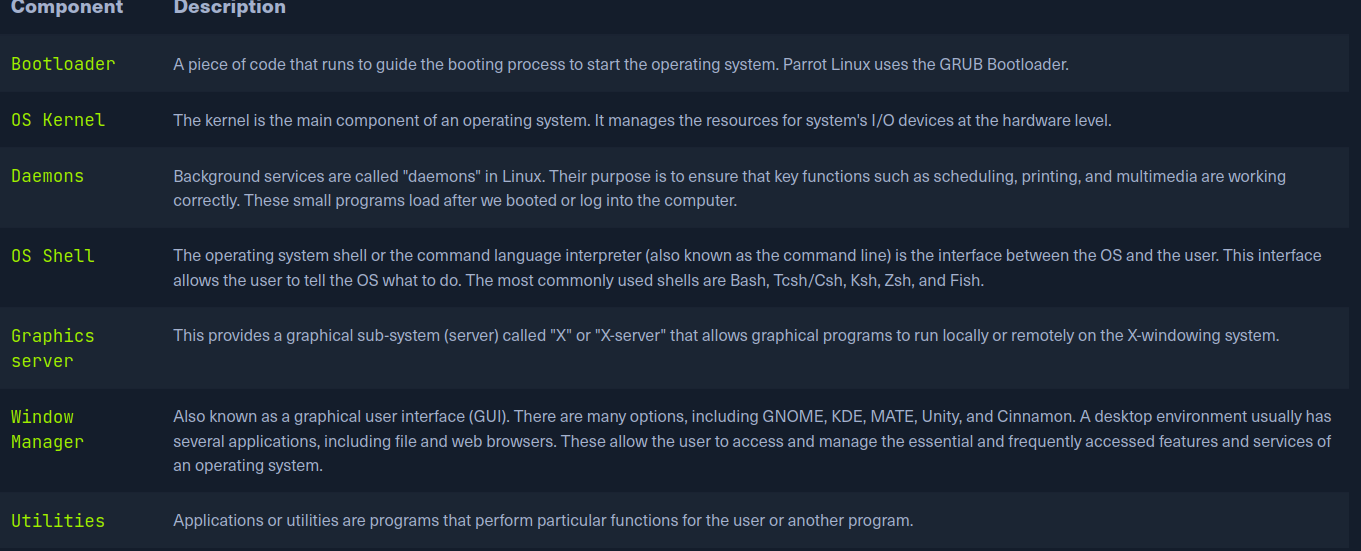 Component Description
Bootloader A piece of code that runs to guide the booting process to start the operating system. Parrot Linux uses the GRUB Bootloader.
OS Kernel The kernel is the main component of an operating system. It manages the resources for system's I/O devices at the hardware level.
Daemons Background services are called "daemons" in Linux. Their purpose is to ensure that key functions such as scheduling, printing, and multimedia are working
correctly. These small programs load after we booted or log into the computer.
OS Shell The operating system shell or the command language interpreter (also known as the command line) is the interface between the OS and the user. This interface
allows the user to tell the OS what to do. The most commonly used shells are Bash, Tcsh/Csh, Ksh, Zsh, and Fish.
Graphics This provides a graphical sub-system (server) called "X" or "X-server" that allows graphical programs to run locally or remotely on the X-windowing system.
server
Window Also known as a graphical user interface (GUI). There are many options, including GNOME, KDE, MATE, Unity, and Cinnamon. A desktop environment usually has
Manager several applications, including file and web browsers. These allow the user to access and manage the essential and frequently accessed features and services of
an operating system.
Utilities Applications or utilities are programs that perform particular functions for the user or another program.